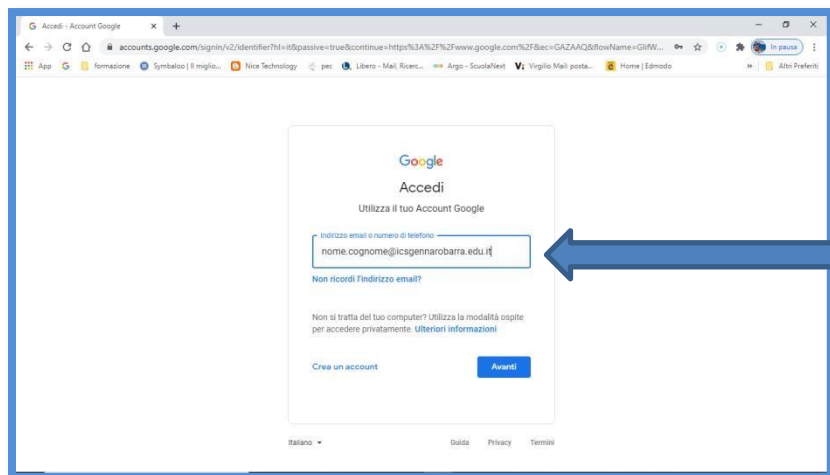 Accedi - Account Google
accounts.google.com/signin/v2/identifier?hl=it&passive=true&continue=https%3A%2F%2Fwww.google.com%2F&ec=GAZAAQ&flowName=GlifW...
In pausa
App
formazione
Symbaloo | Il miglio...
Nice Technology
pec
Libero - Mail, Ricerc...
Argo - ScuolaNext
Virgilio Mail: posta...
Home | Edmodo
Altri Preferiti
Google
Accedi
Utilizza il tuo Account Google
Indirizzo email o numero di telefono
nome.cognome@icsgennarobarra.edu.it
Non ricordi l'indirizzo email?
Non si tratta del tuo computer? Utilizza la modalità ospite
per accedere privatamente. Ulteriori informazioni
Crea un account
Avanti
Italiano
Guida
Privacy
Termini